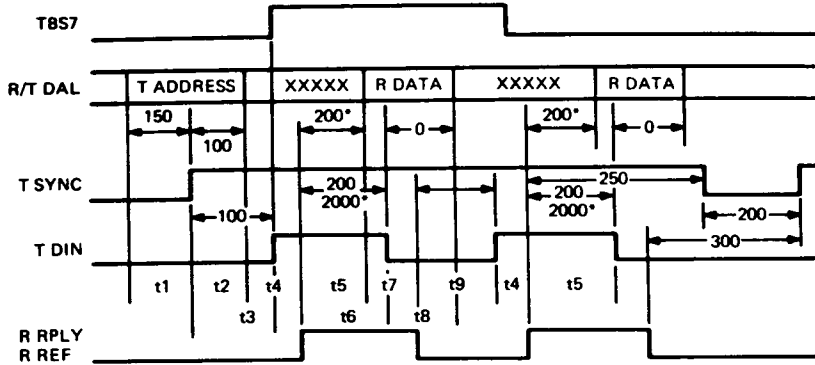 TBS7
R/T DAL T ADDRESS XXXXX R DATA XXXXX R DATA
150 100 200* 0 200* 0
T SYNC 200 2000* 250 200 2000* 200
100 300
T DIN
t1 t2 t4 t5 t7 t9 t4 t5
t3 t6 t8
R RPLY
R REF